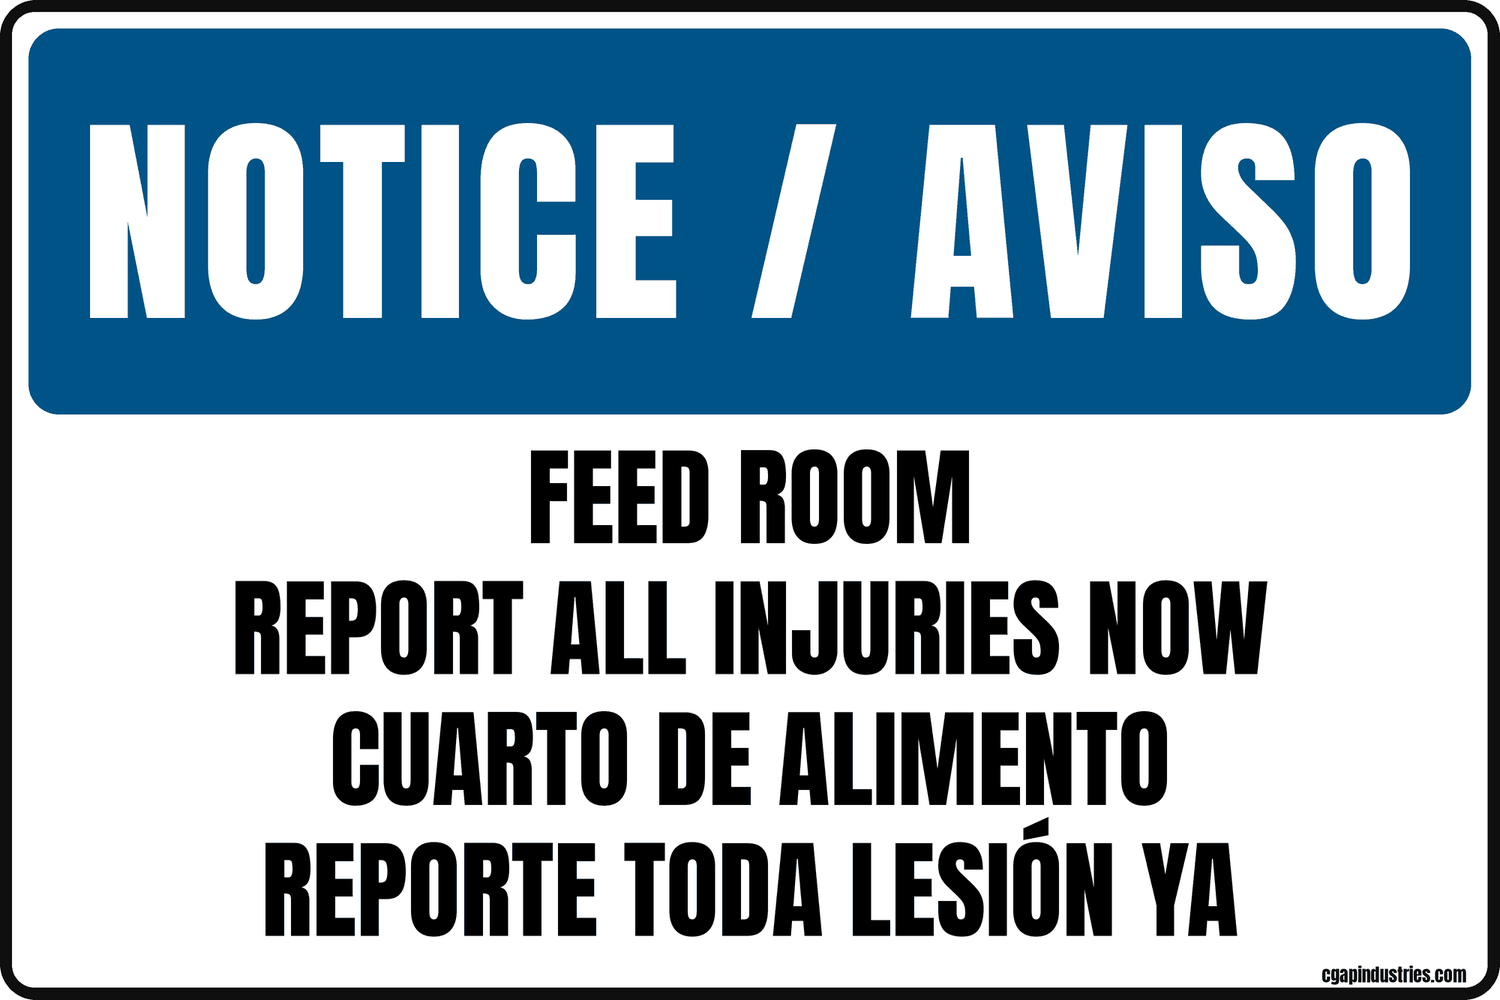 NOTICE / AVISO
FEED ROOM
REPORT ALL INJURIES NOW
CUARTO DE ALIMENTO
REPORTE TODA LESIÓN YA
cgapindustries.com